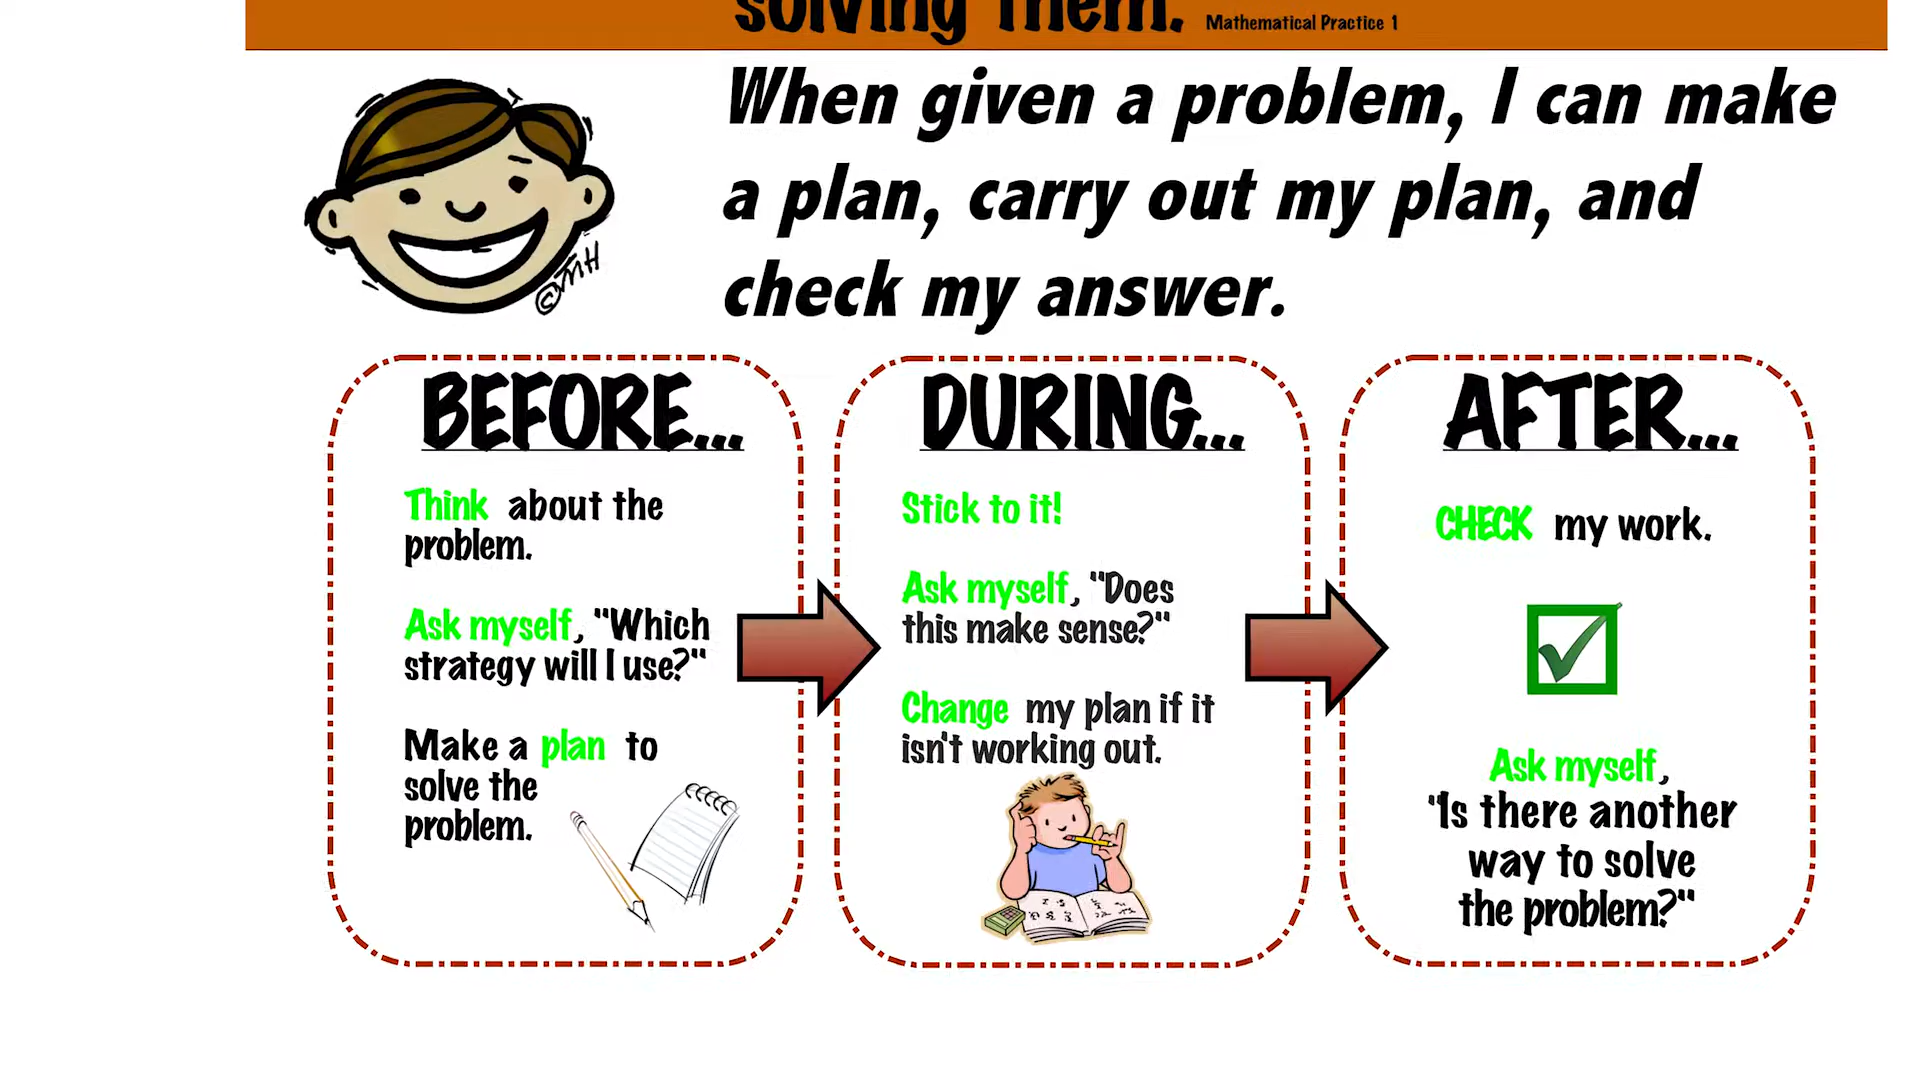 solving them. Mathematical Practice 1
When given a problem, I can make
a plan, carry out my plan, and
check my answer.
©MH
BEFORE...
Think about the
problem.
Ask myself, "Which
strategy will I use?"
Make a plan to
solve the
problem.
DURING...
Stick to it!
Ask myself, "Does
this make sense?"
Change my plan if it
isn't working out.
AFTER...
CHECK my work.
Ask myself,
"Is there another
way to solve
the problem?"